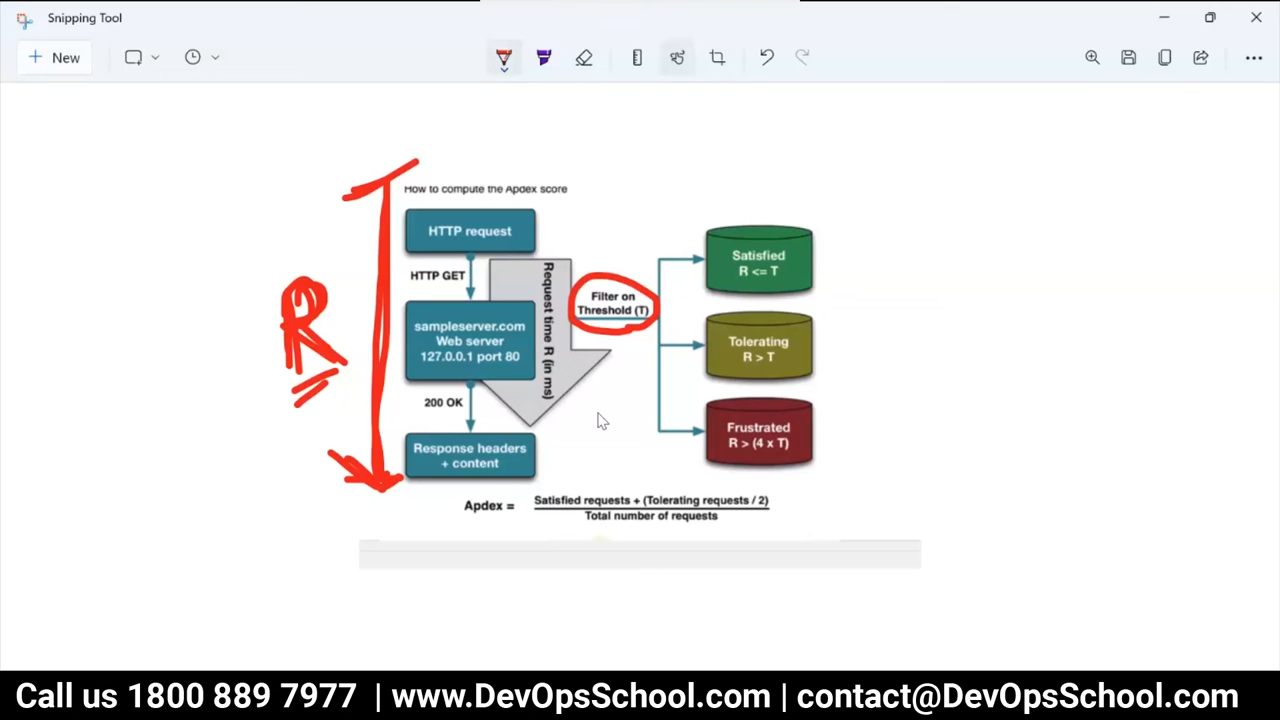 Snipping Tool
New
How to compute the Apdex score
HTTP request
HTTP GET
sampleserver.com
Web server
127.0.0.1 port 80
200 OK
Response headers
+ content
Request time R (in ms)
Filter on
Threshold (T)
Satisfied
R <= T
Tolerating
R > T
Frustrated
R > (4 x T)
R
Apdex =
Satisfied requests + (Tolerating requests / 2)
Total number of requests
Call us 1800 889 7977 | www.DevOpsSchool.com | contact@DevOpsSchool.com